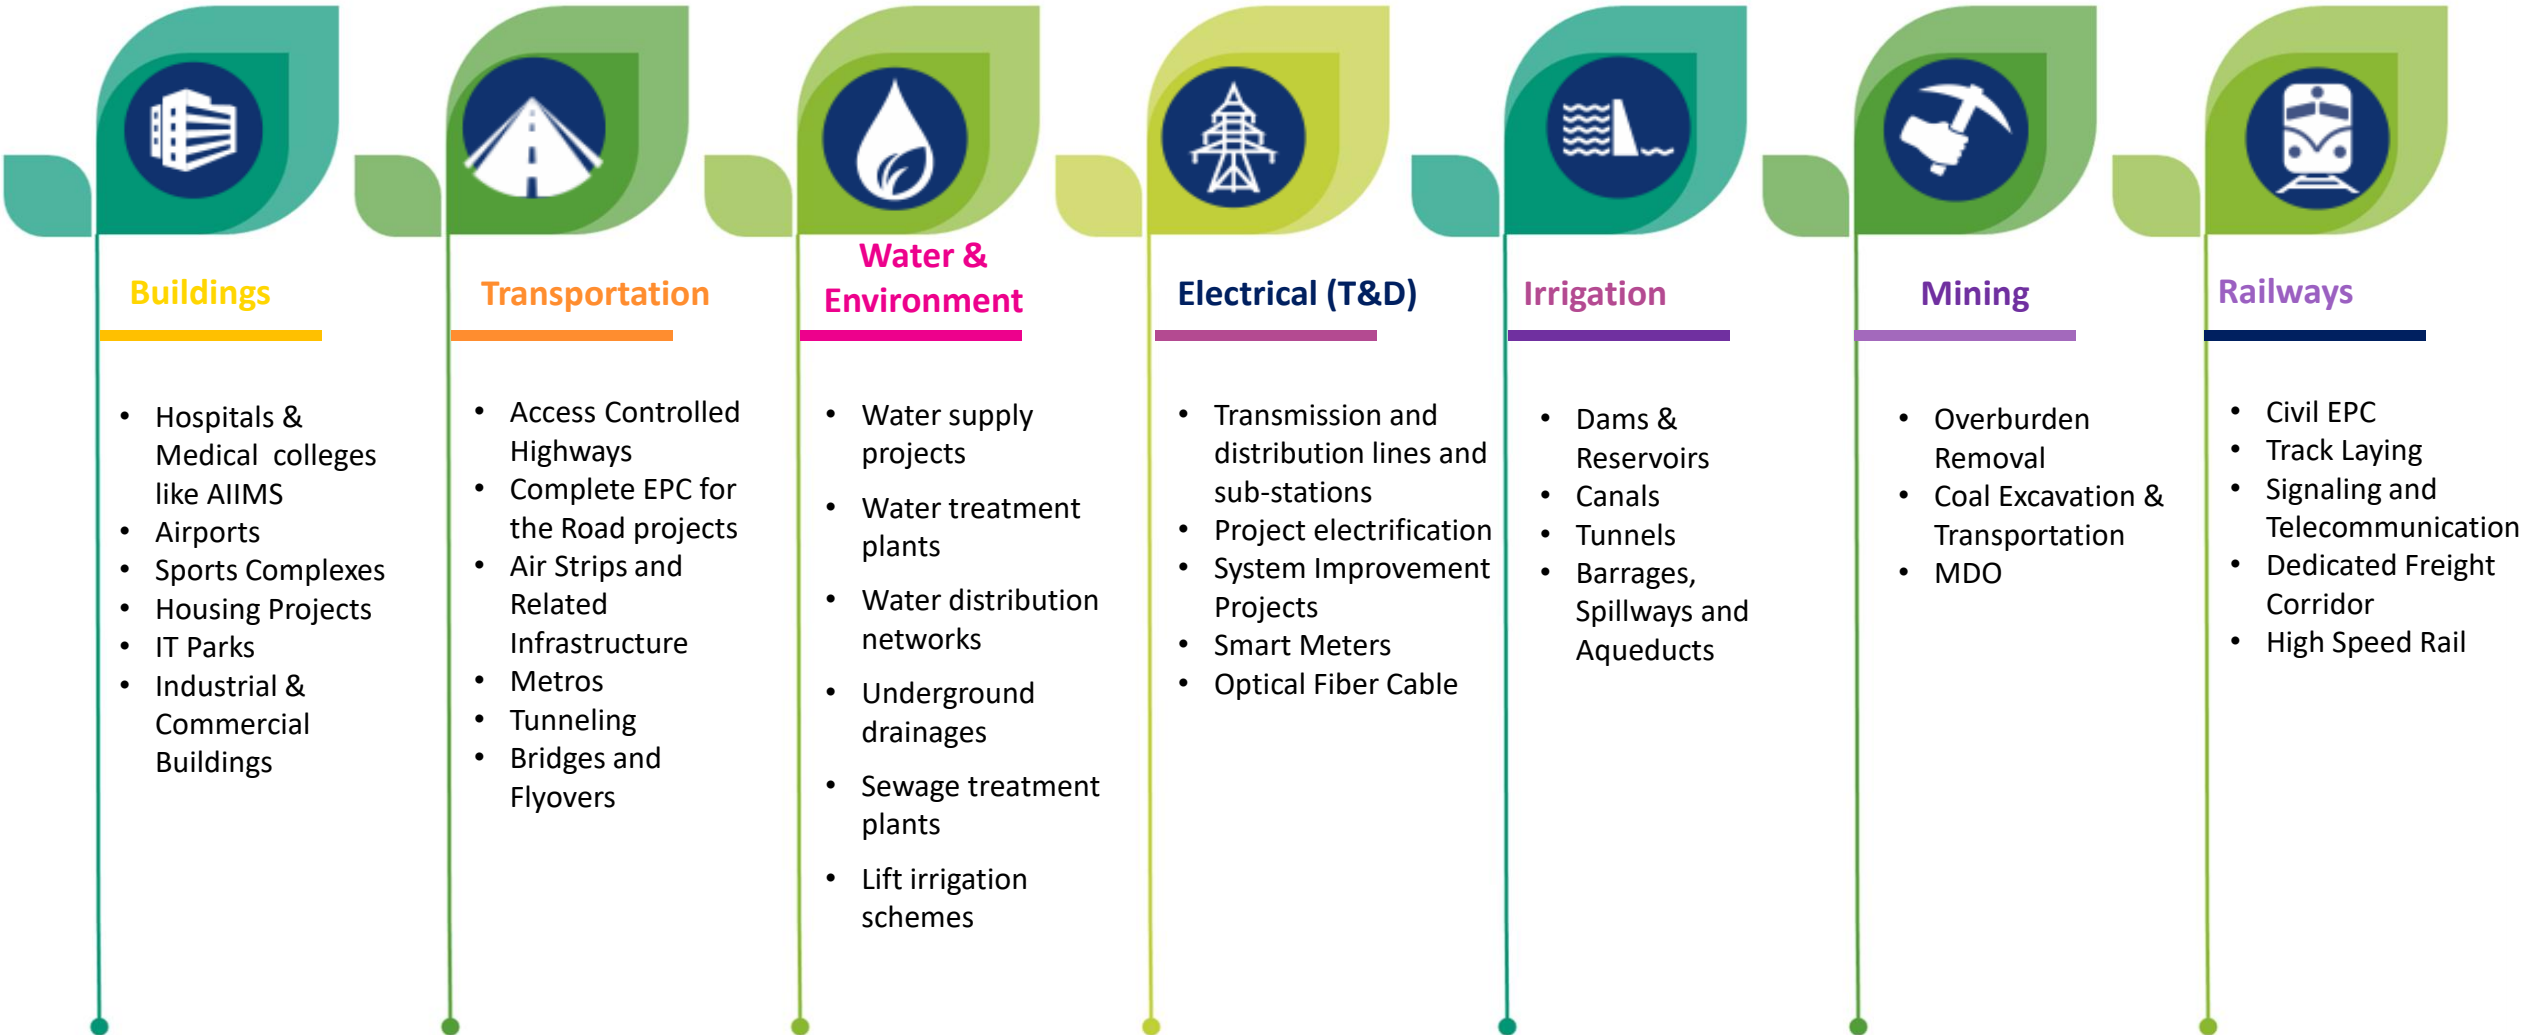 Buildings
• Hospitals &
Medical  colleges
like AIIMS
• Airports
• Sports Complexes
• Housing Projects
• IT Parks
• Industrial &
Commercial
Buildings
Transportation
• Access Controlled
Highways
• Complete EPC for
the Road projects
• Air Strips and
Related
Infrastructure
• Metros
• Tunneling
• Bridges and
Flyovers
Water &
Environment
• Water supply
projects
• Water treatment
plants
• Water distribution
networks
• Underground
drainages
• Sewage treatment
plants
• Lift irrigation
schemes
Electrical (T&D)
• Transmission and
distribution lines and
sub-stations
• Project electrification
• System Improvement
Projects
• Smart Meters
• Optical Fiber Cable
Irrigation
• Dams &
Reservoirs
• Canals
• Tunnels
• Barrages,
Spillways and
Aqueducts
Mining
• Overburden
Removal
• Coal Excavation &
Transportation
• MDO
Railways
• Civil EPC
• Track Laying
• Signaling and
Telecommunication
• Dedicated Freight
Corridor
• High Speed Rail